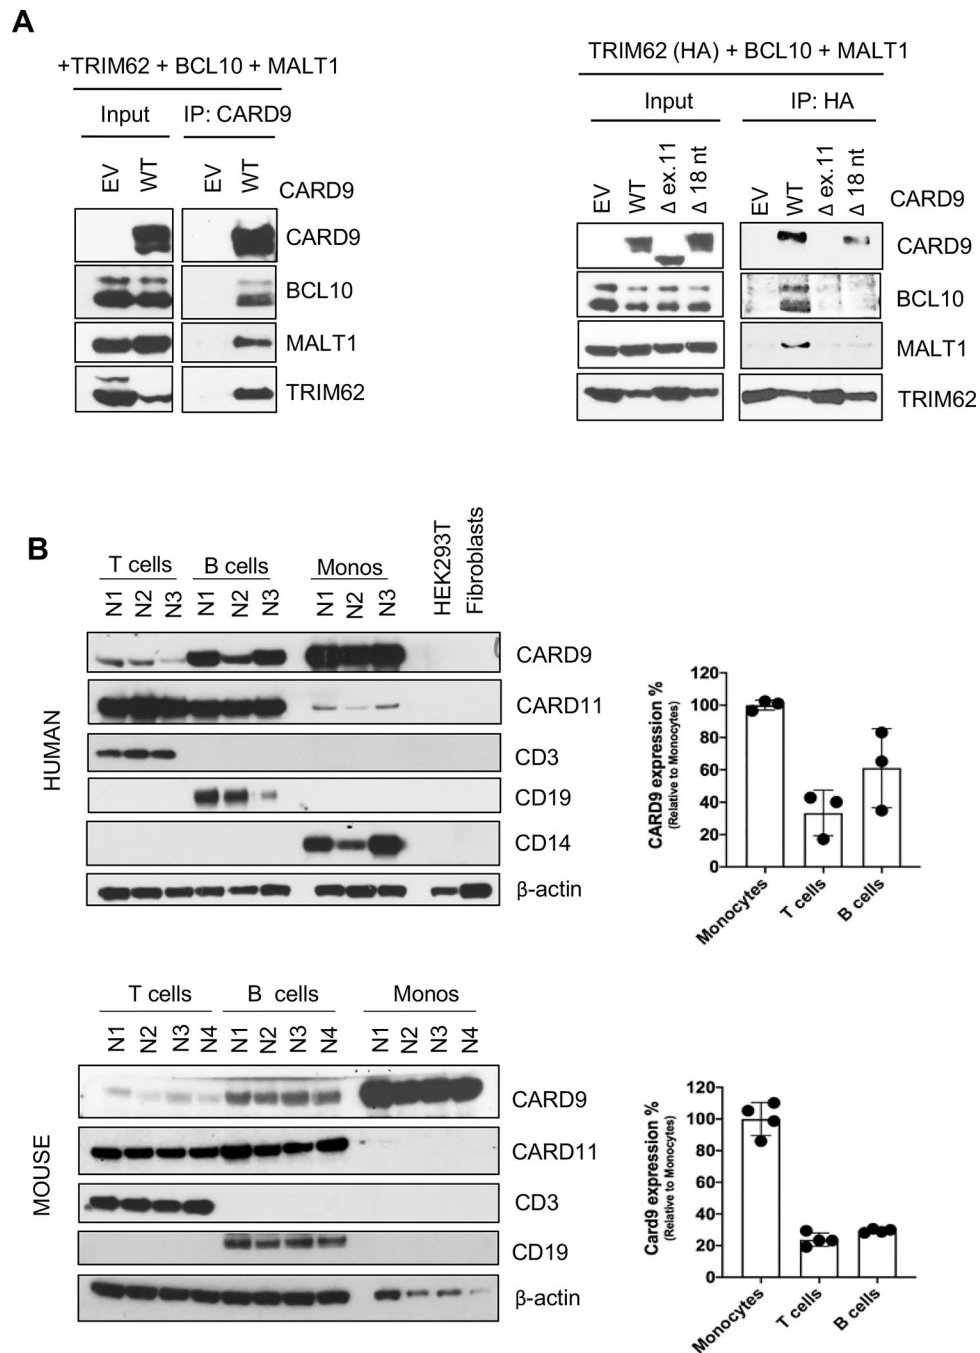 A
+TRIM62 + BCL10 + MALT1
Input IP: CARD9
EV WT EV WT CARD9
CARD9
BCL10
MALT1
TRIM62
TRIM62 (HA) + BCL10 + MALT1
Input IP: HA
EV WT Δ ex.11 Δ 18 nt EV WT Δ ex.11 Δ 18 nt CARD9
CARD9
BCL10
MALT1
TRIM62
B
HUMAN
T cells B cells Monos HEK293T Fibroblasts
N1 N2 N3 N1 N2 N3 N1 N2 N3
CARD9
CARD11
CD3
CD19
CD14
β-actin
CARD9 expression %
(Relative to Monocytes)
120
100
80
60
40
20
0
Monocytes T cells B cells
MOUSE
T cells B cells Monos
N1 N2 N3 N4 N1 N2 N3 N4 N1 N2 N3 N4
CARD9
CARD11
CD3
CD19
β-actin
Card9 expression %
(Relative to Monocytes)
120
100
80
60
40
20
0
Monocytes T cells B cells